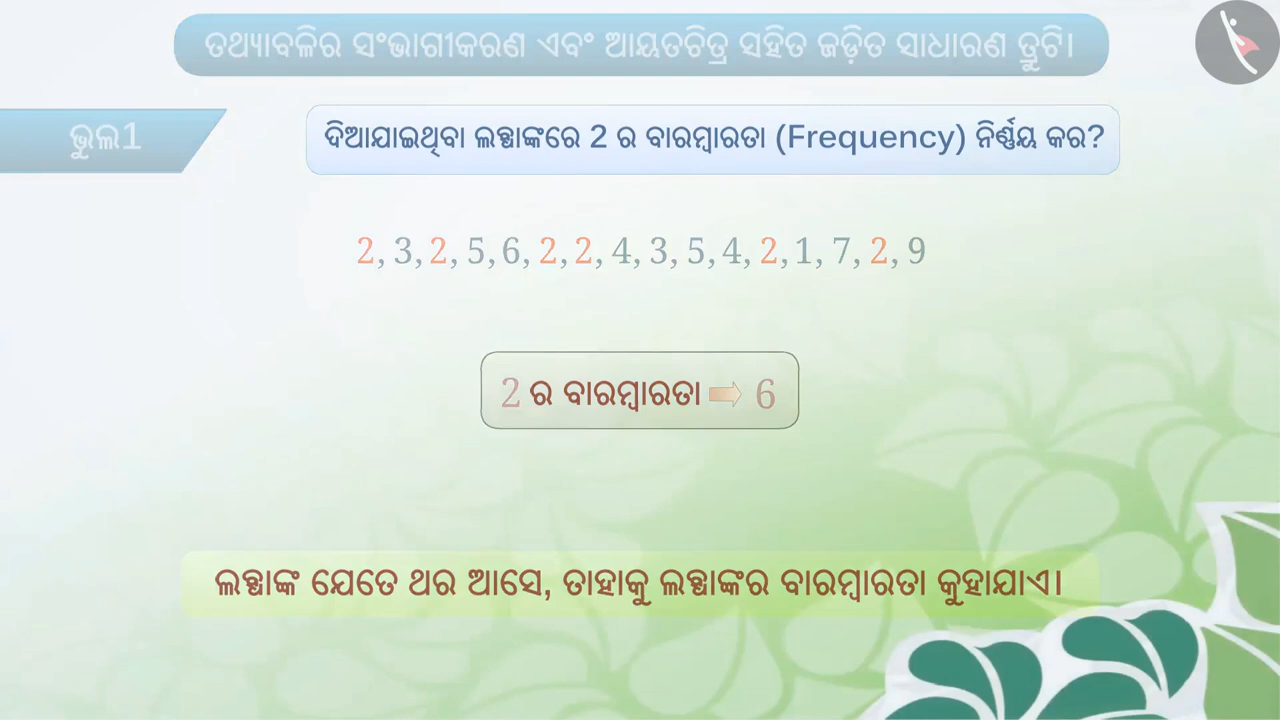 ତଥ୍ୟାବଳିର ସଂଭାଗୀକରଣ ଏବଂ ଆୟତଚିତ୍ର ସହିତ ଜଡ଼ିତ ସାଧାରଣ ତ୍ରୁଟି।
ଭୁଲ1
ଦିଆଯାଇଥିବା ଲବ୍ଧାଙ୍କରେ 2 ର ବାରମ୍ବାରତା (Frequency) ନିର୍ଣ୍ଣୟ କର?
2, 3, 2, 5, 6, 2, 2, 4, 3, 5, 4, 2, 1, 7, 2, 9
2 ର ବାରମ୍ବାରତା ⇨ 6
ଲବ୍ଧାଙ୍କ ଯେତେ ଥର ଆସେ, ତାହାକୁ ଲବ୍ଧାଙ୍କର ବାରମ୍ବାରତା କୁହାଯାଏ।